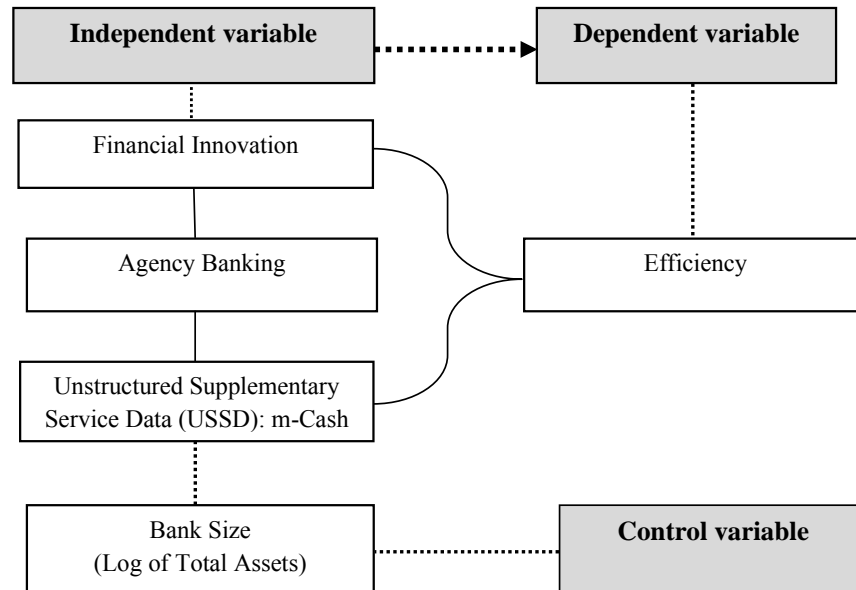 Independent variable
Dependent variable
Financial Innovation
Agency Banking
Efficiency
Unstructured Supplementary
Service Data (USSD): m-Cash
Bank Size
(Log of Total Assets)
Control variable